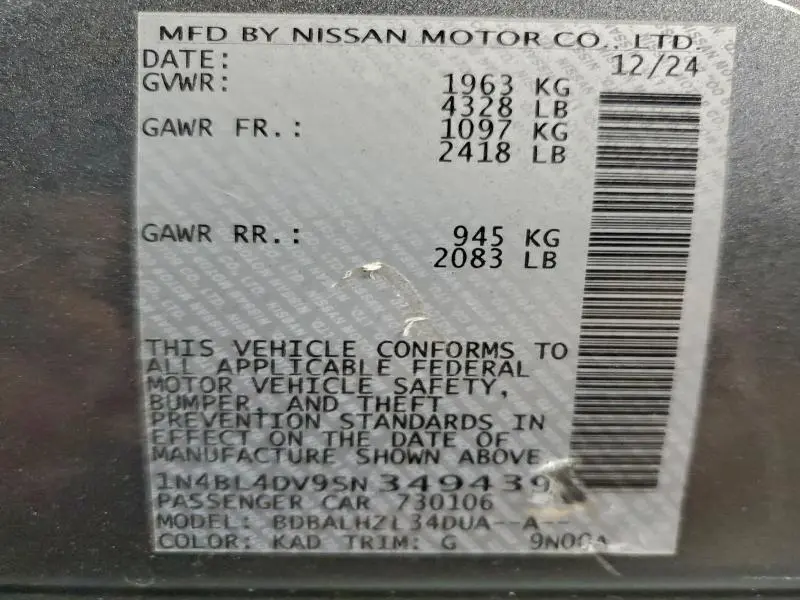 MFD BY NISSAN MOTOR CO., LTD.
DATE: 12/24
GVWR: 1963 KG
4328 LB
GAWR FR.: 1097 KG
2418 LB
GAWR RR.: 945 KG
2083 LB
THIS VEHICLE CONFORMS TO
ALL APPLICABLE FEDERAL
MOTOR VEHICLE SAFETY,
BUMPER, AND THEFT
PREVENTION STANDARDS IN
EFFECT ON THE DATE OF
MANUFACTURE SHOWN ABOVE
1N4BL4DV9SN349439
PASSENGER CAR 730106
MODEL: BDBALHZL34DUA--A--
COLOR: KAD TRIM: G 9N00A